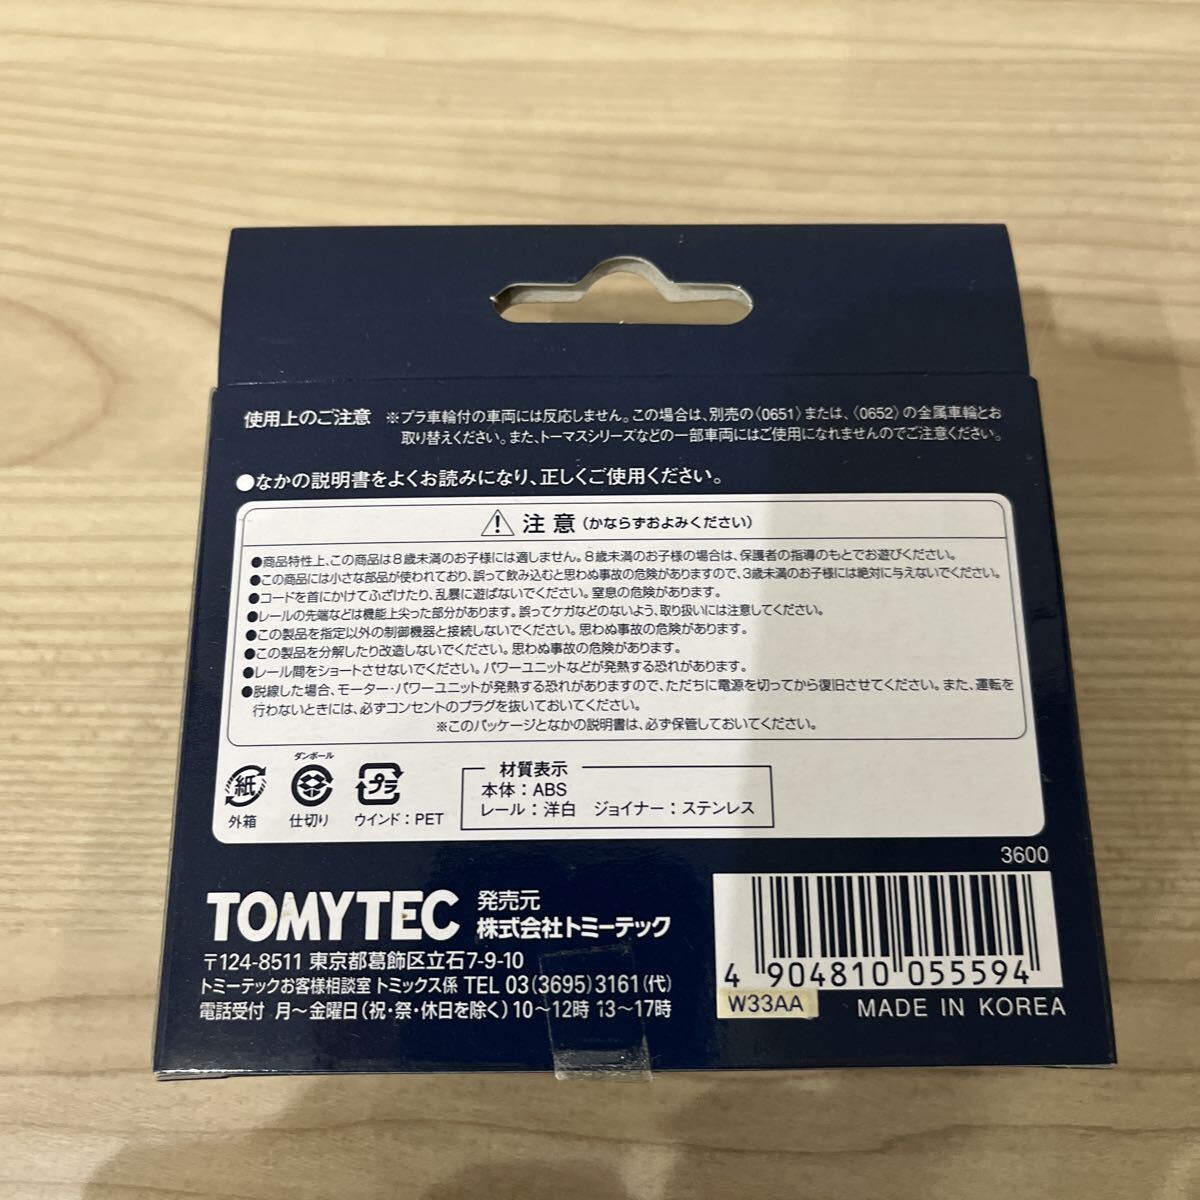 使用上のご注意 ※プラ車輪付の車両には反応しません。この場合は、別売の〈0651〉または、〈0652〉の金属車輪とお
取り替えください。また、トーマスシリーズなどの一部車両にはご使用になれませんのでご注意ください。
●なかの説明書をよくお読みになり、正しくご使用ください。
注意(かならずおよみください)
●商品特性上、この商品は8歳未満のお子様には適しません。8歳未満のお子様の場合は、保護者の指導のもとでお遊びください。
●この商品には小さな部品が使われており、誤って飲み込むと思わぬ事故の危険がありますので、3歳未満のお子様には絶対に与えないでください。
●コードを首にかけてふざけたり、乱暴に遊ばないでください。窒息の危険があります。
●レールの先端などは機能上尖った部分があります。誤ってケガなどのないよう、取り扱いには注意してください。
●この製品を指定以外の制御機器と接続しないでください。思わぬ事故の危険があります。
●この製品を分解したり改造しないでください。思わぬ事故の危険があります。
●レール間をショートさせないでください。パワーユニットなどが発熱する恐れがあります。
●脱線した場合、モーター・パワーユニットが発熱する恐れがありますので、ただちに電源を切ってから復旧させてください。また、運転を
行わないときには、必ずコンセントのプラグを抜いておいてください。
※このパッケージとなかの説明書は、必ず保管しておいてください。
紙
外箱
ダンボール
仕切り
プラ
ウインド：PET
材質表示
本体：ABS
レール：洋白 ジョイナー：ステンレス
3600
TOMYTEC
発売元
株式会社トミーテック
〒124-8511 東京都葛飾区立石7-9-10
トミーテックお客様相談室 トミックス係 TEL 03(3695)3161(代)
電話受付 月〜金曜日(祝・祭・休日を除く)10〜12時 13〜17時
4 904810 055594
W33AA
MADE IN KOREA